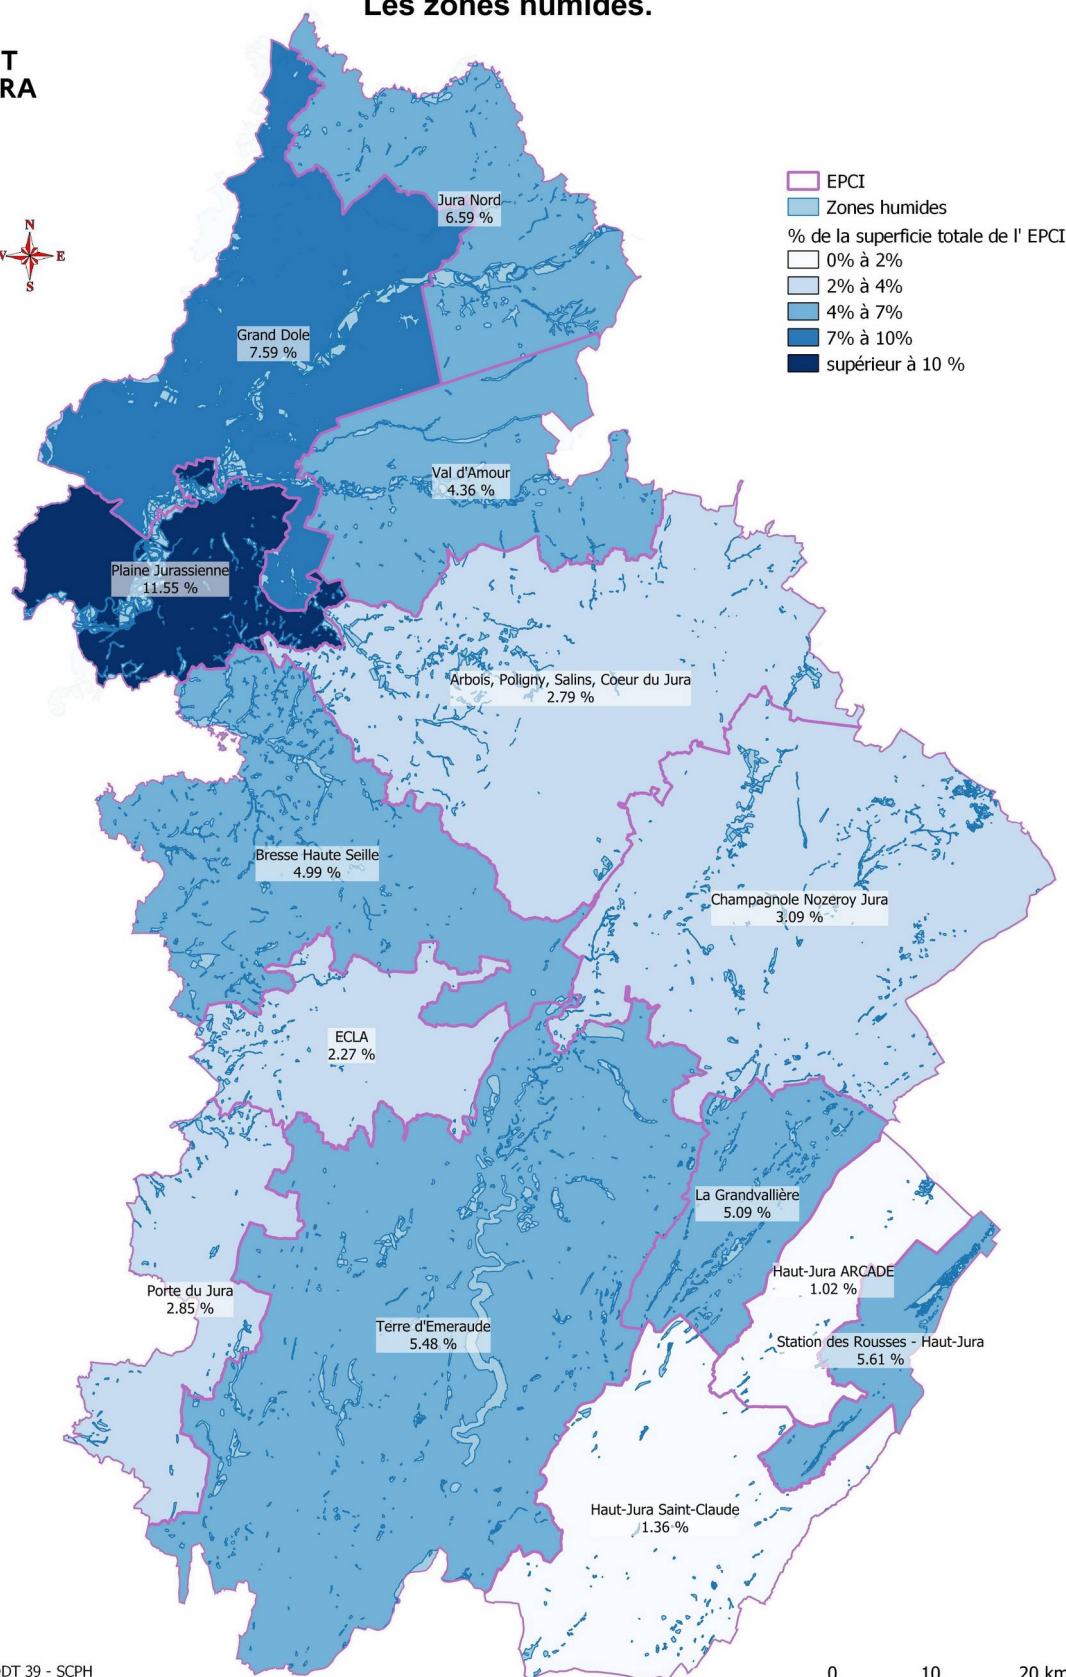 Les zones humides.
T
RA
N
E
S
EPCI
Zones humides
% de la superficie totale de l' EPCI
0% à 2%
2% à 4%
4% à 7%
7% à 10%
supérieur à 10 %
Jura Nord
6.59 %
Grand Dole
7.59 %
Val d'Amour
4.36 %
Plaine Jurassienne
11.55 %
Arbois, Poligny, Salins, Coeur du Jura
2.79 %
Bresse Haute Seille
4.99 %
Champagnole Nozeroy Jura
3.09 %
ECLA
2.27 %
La Grandvallière
5.09 %
Haut-Jura ARCADE
1.02 %
Porte du Jura
2.85 %
Terre d'Emeraude
5.48 %
Station des Rousses - Haut-Jura
5.61 %
Haut-Jura Saint-Claude
1.36 %
DT 39 - SCPH
0 10 20 km